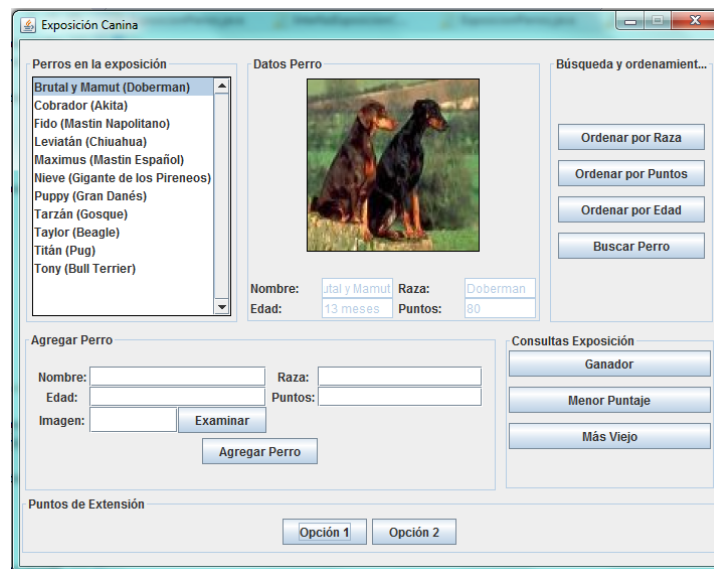 Exposición Canina
Perros en la exposición
Brutal y Mamut (Doberman)
Cobrador (Akita)
Fido (Mastin Napolitano)
Leviatán (Chiuahua)
Maximus (Mastin Español)
Nieve (Gigante de los Pireneos)
Puppy (Gran Danés)
Tarzán (Gosque)
Taylor (Beagle)
Titán (Pug)
Tony (Bull Terrier)
Datos Perro
Nombre: utal y Mamut Raza: Doberman
Edad: 13 meses Puntos: 80
Búsqueda y ordenamient...
Ordenar por Raza
Ordenar por Puntos
Ordenar por Edad
Buscar Perro
Agregar Perro
Nombre: Raza:
Edad: Puntos:
Imagen: Examinar
Agregar Perro
Consultas Exposición
Ganador
Menor Puntaje
Más Viejo
Puntos de Extensión
Opción 1 Opción 2